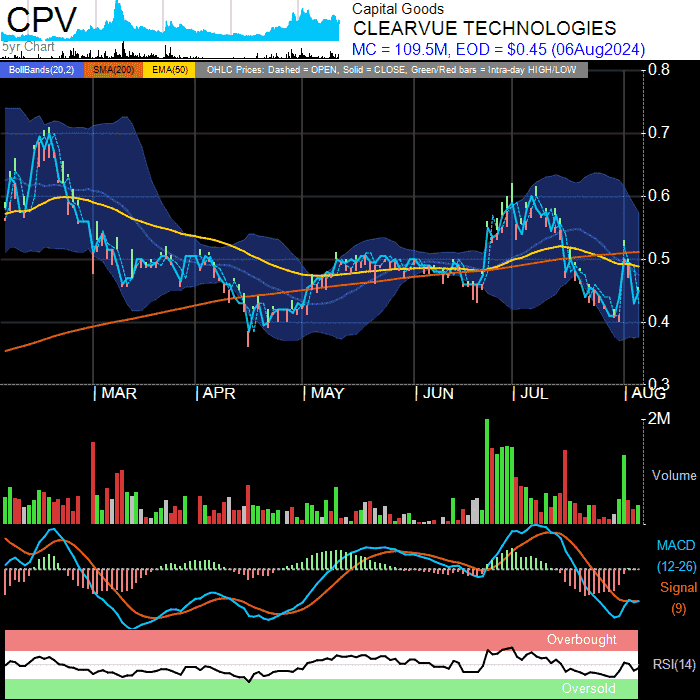 CPV
5yr Chart
Capital Goods
CLEARVUE TECHNOLOGIES
MC = 109.5M, EOD = $0.45 (06Aug2024)
BollBands(20,2) SMA(200) EMA(50) OHLC Prices: Dashed = OPEN, Solid = CLOSE, Green/Red bars = Intra-day HIGH/LOW
0.8
0.7
0.6
0.5
0.4
0.3
MAR APR MAY JUN JUL AUG
2M
Volume
MACD
(12-26)
Signal
(9)
Overbought
RSI(14)
Oversold